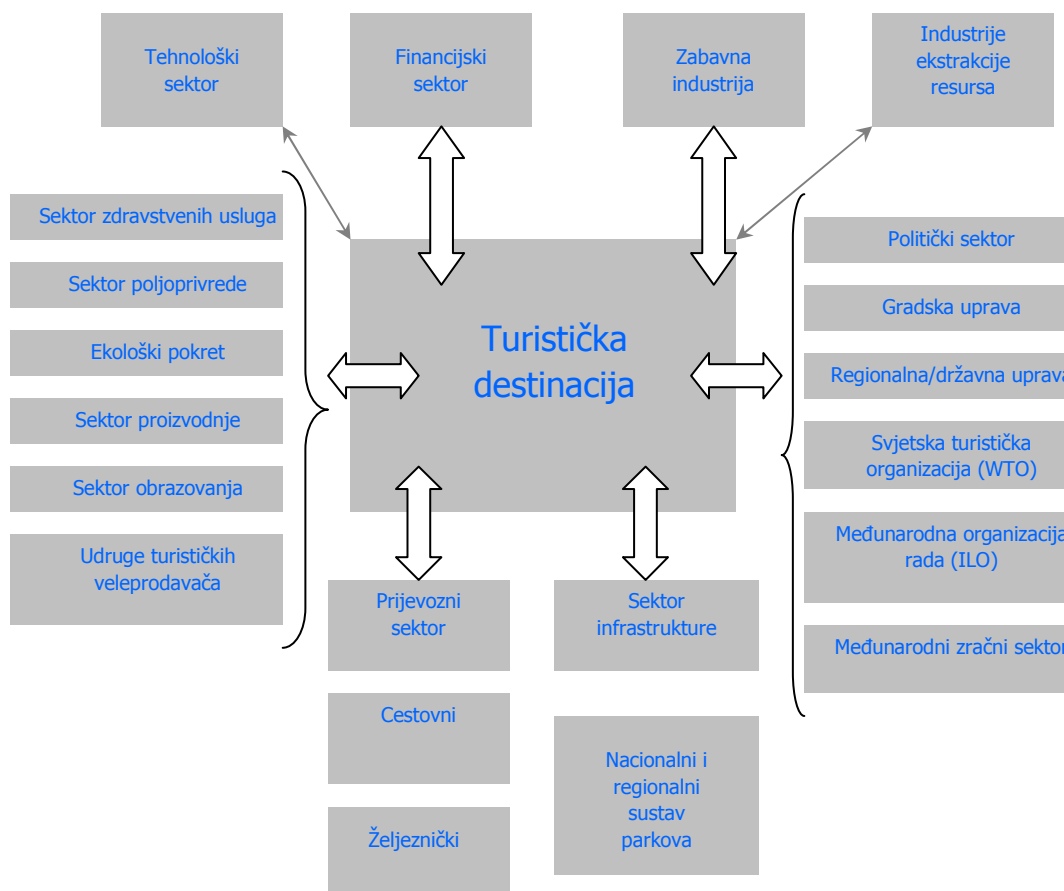 Tehnološki
sektor
Financijski
sektor
Zabavna
industrija
Industrije
ekstrakcije
resursa
Sektor zdravstvenih usluga
Sektor poljoprivrede
Ekološki pokret
Sektor proizvodnje
Sektor obrazovanja
Udruge turističkih
veleprodavača
Turistička
destinacija
Politički sektor
Gradska uprava
Regionalna/državna uprava
Svjetska turistička
organizacija (WTO)
Međunarodna organizacija
rada (ILO)
Međunarodni zračni sektor
Prijevozni
sektor
Sektor
infrastrukture
Cestovni
Nacionalni i
regionalni
sustav
parkova
Željeznički